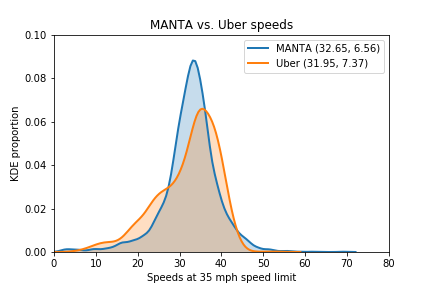 MANTA vs. Uber speeds
MANTA (32.65, 6.56)
Uber (31.95, 7.37)
KDE proportion
0.10
0.08
0.06
0.04
0.02
0.00
0 10 20 30 40 50 60 70 80
Speeds at 35 mph speed limit